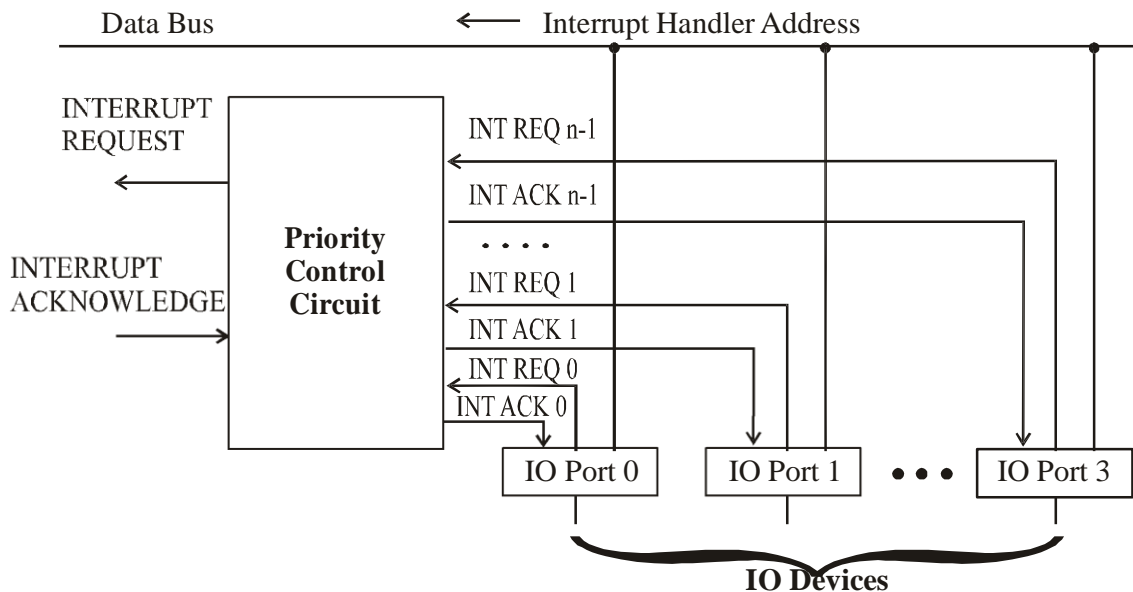 Data Bus
Interrupt Handler Address
INTERRUPT
REQUEST
INT REQ n-1
INT ACK n-1
Priority
Control
Circuit
INTERRUPT
ACKNOWLEDGE
INT REQ 1
INT ACK 1
INT REQ 0
INT ACK 0
IO Port 0
IO Port 1
IO Port 3
IO Devices